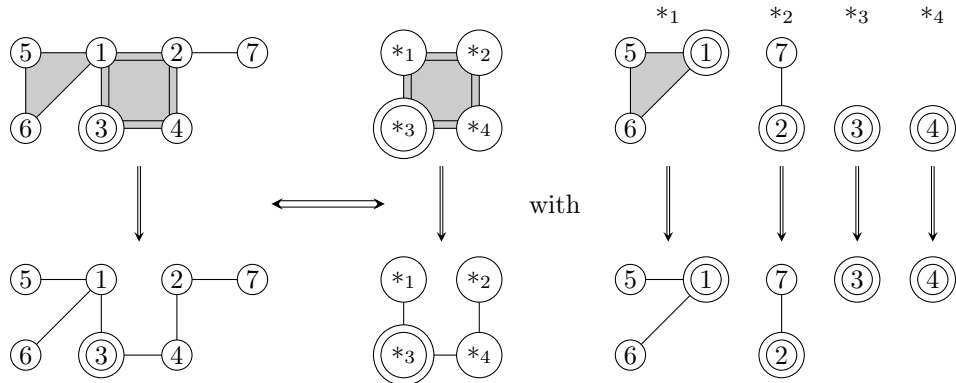 *1 *2 *3 *4
5 1 2 7 *1 *2 5 1 7
6 3 4 *3 *4 6 2 3 4
with
5 1 2 7 *1 *2 5 1 7 3 4
6 3 4 *3 *4 6 2